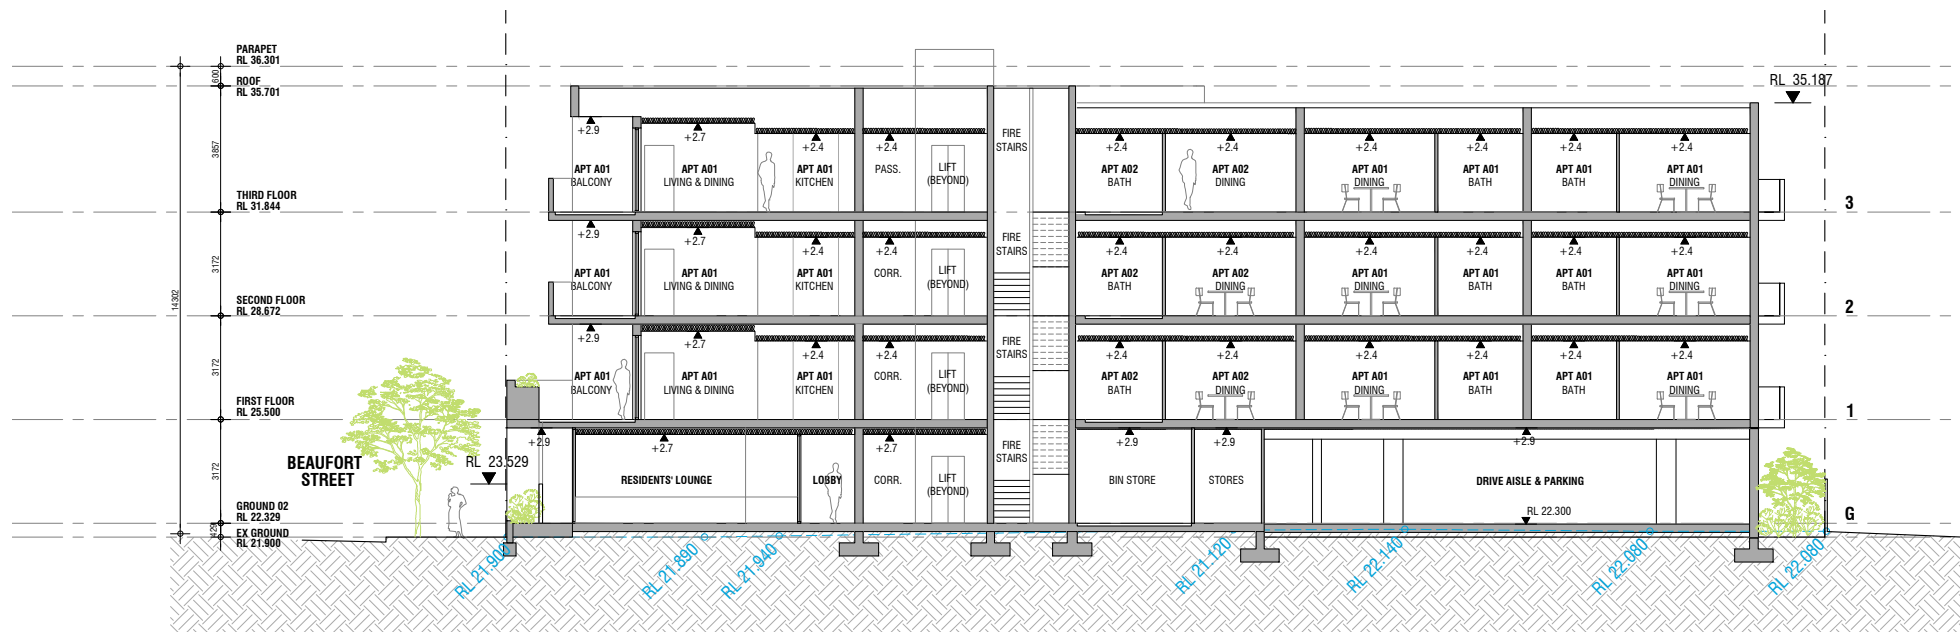 PARAPET
RL 36.301
600
ROOF
RL 35.701
RL 35.187
3857
14302
+2.9
+2.7
+2.4
+2.4
FIRE
STAIRS
+2.4
+2.4
+2.4
+2.4
+2.4
+2.4
APT A01
BALCONY
APT A01
LIVING & DINING
APT A01
KITCHEN
PASS.
LIFT
(BEYOND)
APT A02
BATH
APT A02
DINING
APT A01
DINING
APT A01
BATH
APT A01
BATH
APT A01
DINING
THIRD FLOOR
RL 31.844
3
3172
+2.9
+2.7
+2.4
+2.4
FIRE
STAIRS
+2.4
+2.4
+2.4
+2.4
+2.4
+2.4
APT A01
BALCONY
APT A01
LIVING & DINING
APT A01
KITCHEN
CORR.
LIFT
(BEYOND)
APT A02
BATH
APT A02
DINING
APT A01
DINING
APT A01
BATH
APT A01
BATH
APT A01
DINING
SECOND FLOOR
RL 28.672
2
3172
+2.9
+2.7
+2.4
+2.4
FIRE
STAIRS
+2.4
+2.4
+2.4
+2.4
+2.4
+2.4
APT A01
BALCONY
APT A01
LIVING & DINING
APT A01
KITCHEN
CORR.
LIFT
(BEYOND)
APT A02
BATH
APT A02
DINING
APT A01
DINING
APT A01
BATH
APT A01
BATH
APT A01
DINING
FIRST FLOOR
RL 25.500
1
3172
+2.9
+2.7
+2.7
FIRE
STAIRS
+2.9
+2.9
+2.9
BEAUFORT
STREET
RL 23.529
RESIDENTS' LOUNGE
LOBBY
CORR.
LIFT
(BEYOND)
BIN STORE
STORES
DRIVE AISLE & PARKING
RL 22.300
GROUND 02
RL 22.329
G
429
EX GROUND
RL 21.900
RL 21.900
RL 21.890
RL 21.940
RL 21.120
RL 22.140
RL 22.080
RL 22.080